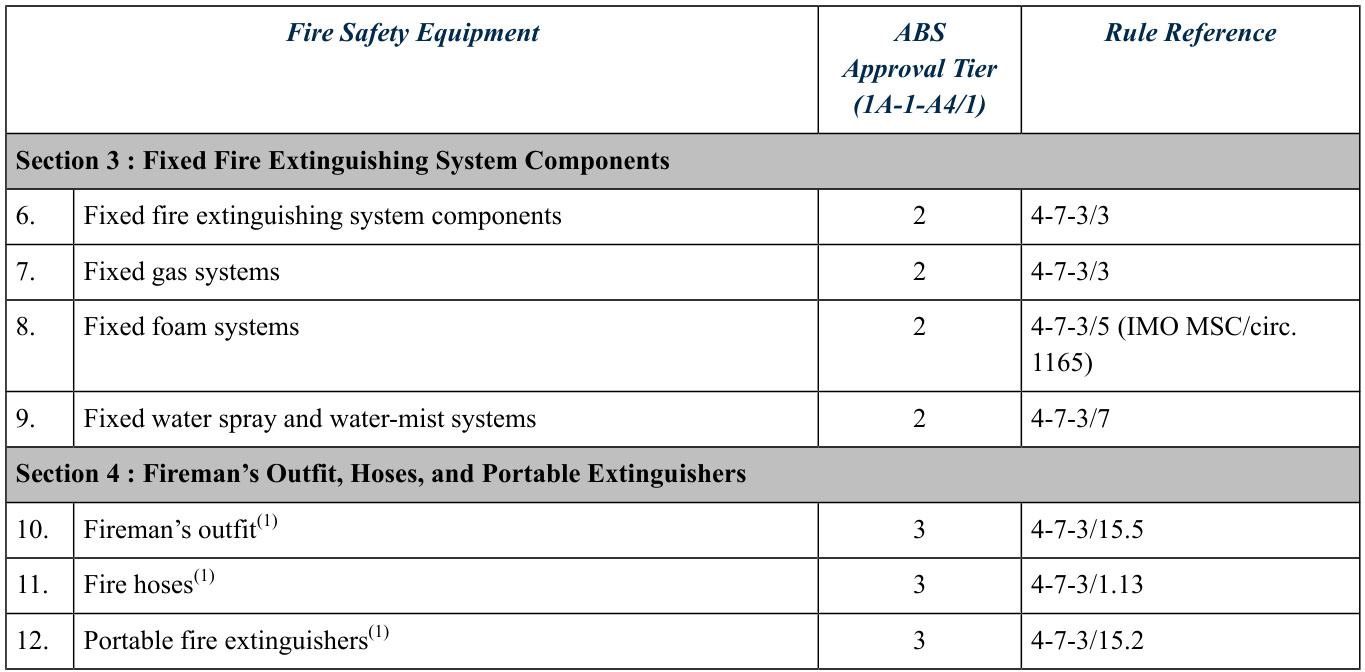 Fire Safety Equipment ABS Rule Reference
Approval Tier
(1A-1-A4/1)
Section 3 : Fixed Fire Extinguishing System Components
6. Fixed fire extinguishing system components 2 4-7-3/3
7. Fixed gas systems 2 4-7-3/3
8. Fixed foam systems 2 4-7-3/5 (IMO MSC/circ.
1165)
9. Fixed water spray and water-mist systems 2 4-7-3/7
Section 4 : Fireman’s Outfit, Hoses, and Portable Extinguishers
10. Fireman’s outfit(1) 3 4-7-3/15.5
11. Fire hoses(1) 3 4-7-3/1.13
12. Portable fire extinguishers(1) 3 4-7-3/15.2